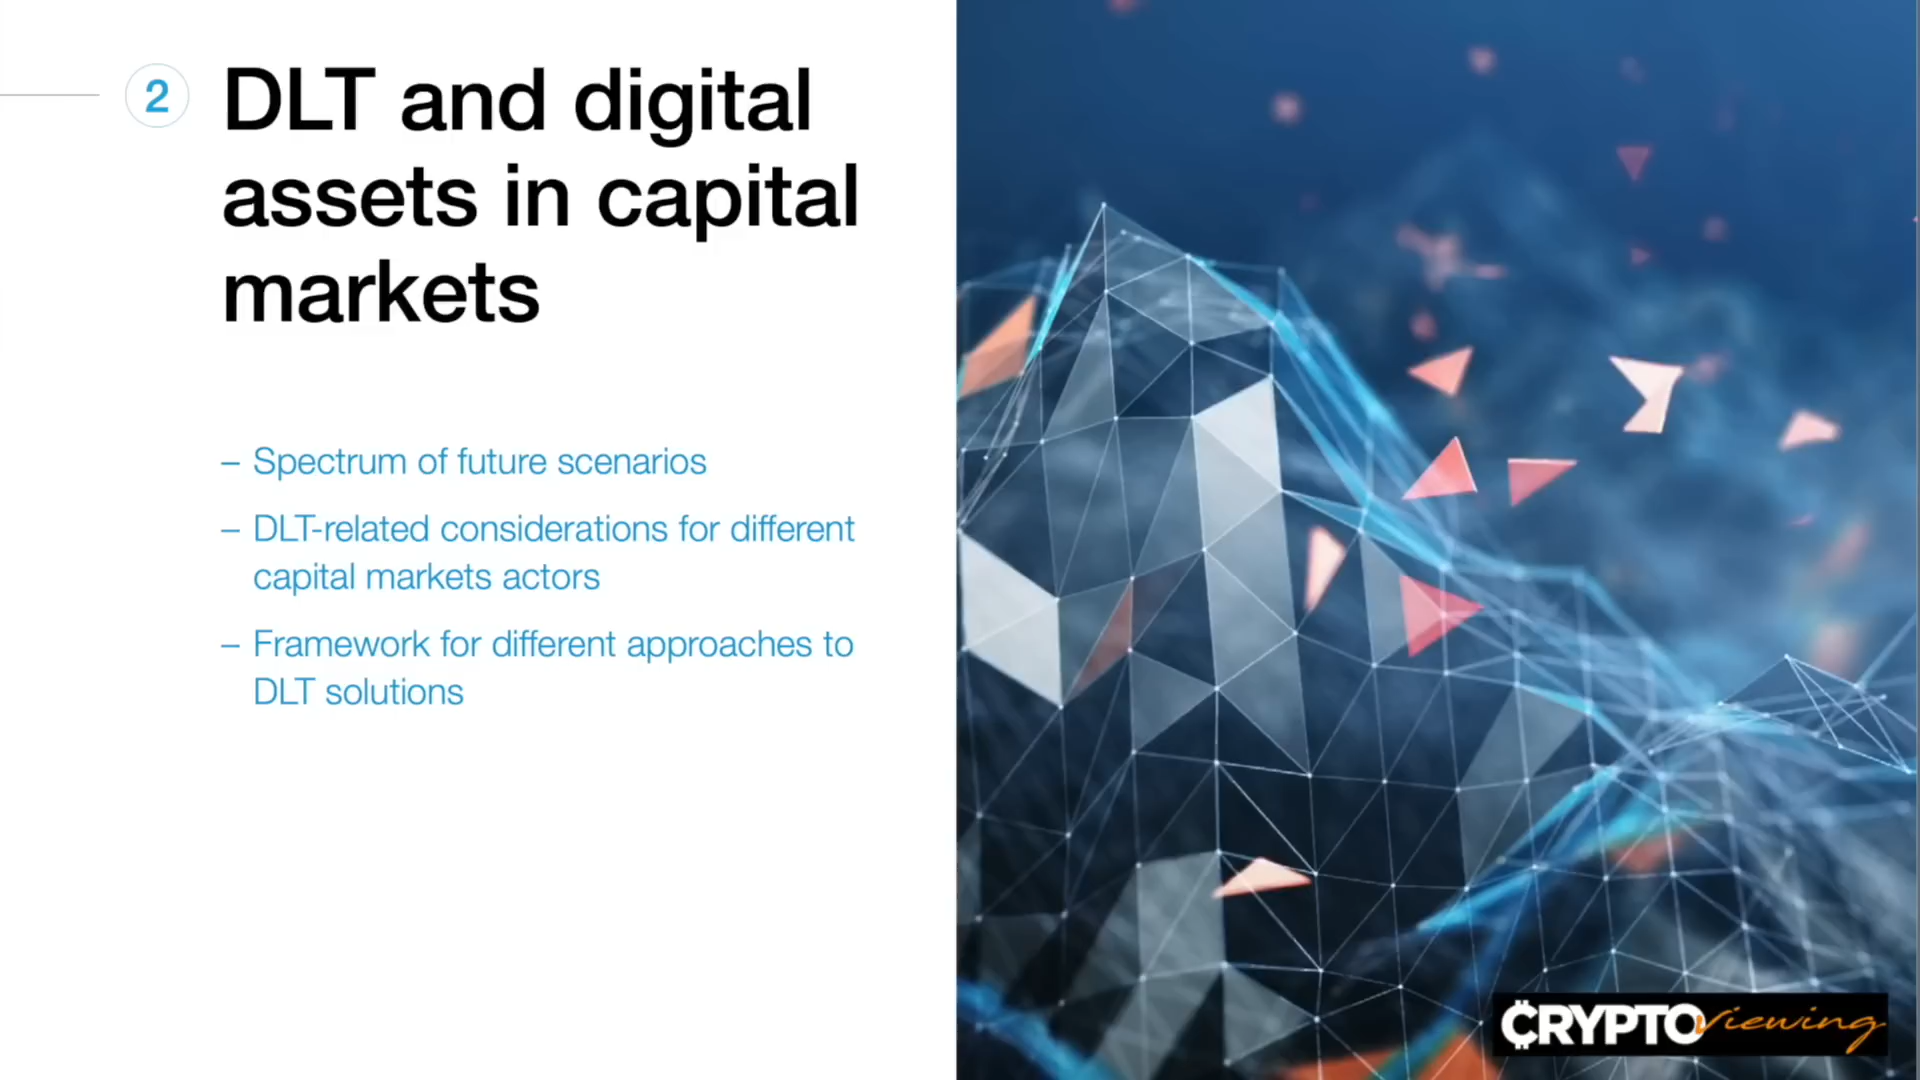 2
DLT and digital
assets in capital
markets
– Spectrum of future scenarios
– DLT-related considerations for different
capital markets actors
– Framework for different approaches to
DLT solutions
CRYPTOviewing